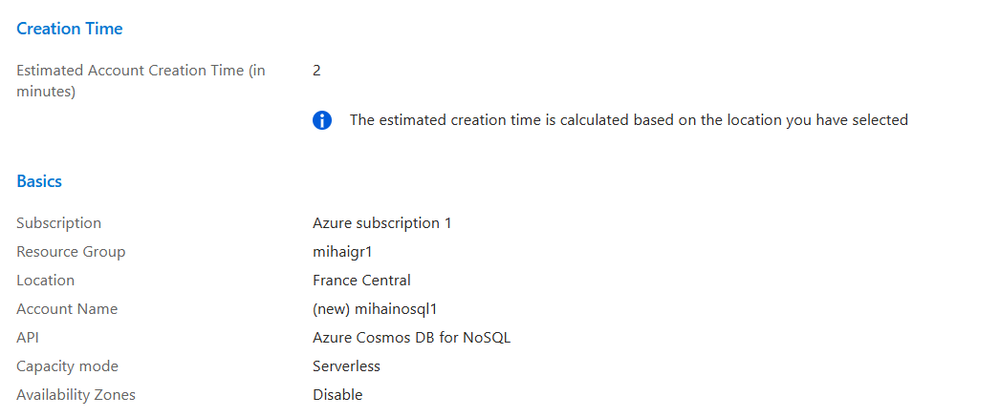 Creation Time
Estimated Account Creation Time (in 2
minutes)
The estimated creation time is calculated based on the location you have selected
Basics
Subscription Azure subscription 1
Resource Group mihaigr1
Location France Central
Account Name (new) mihainosql1
API Azure Cosmos DB for NoSQL
Capacity mode Serverless
Availability Zones Disable